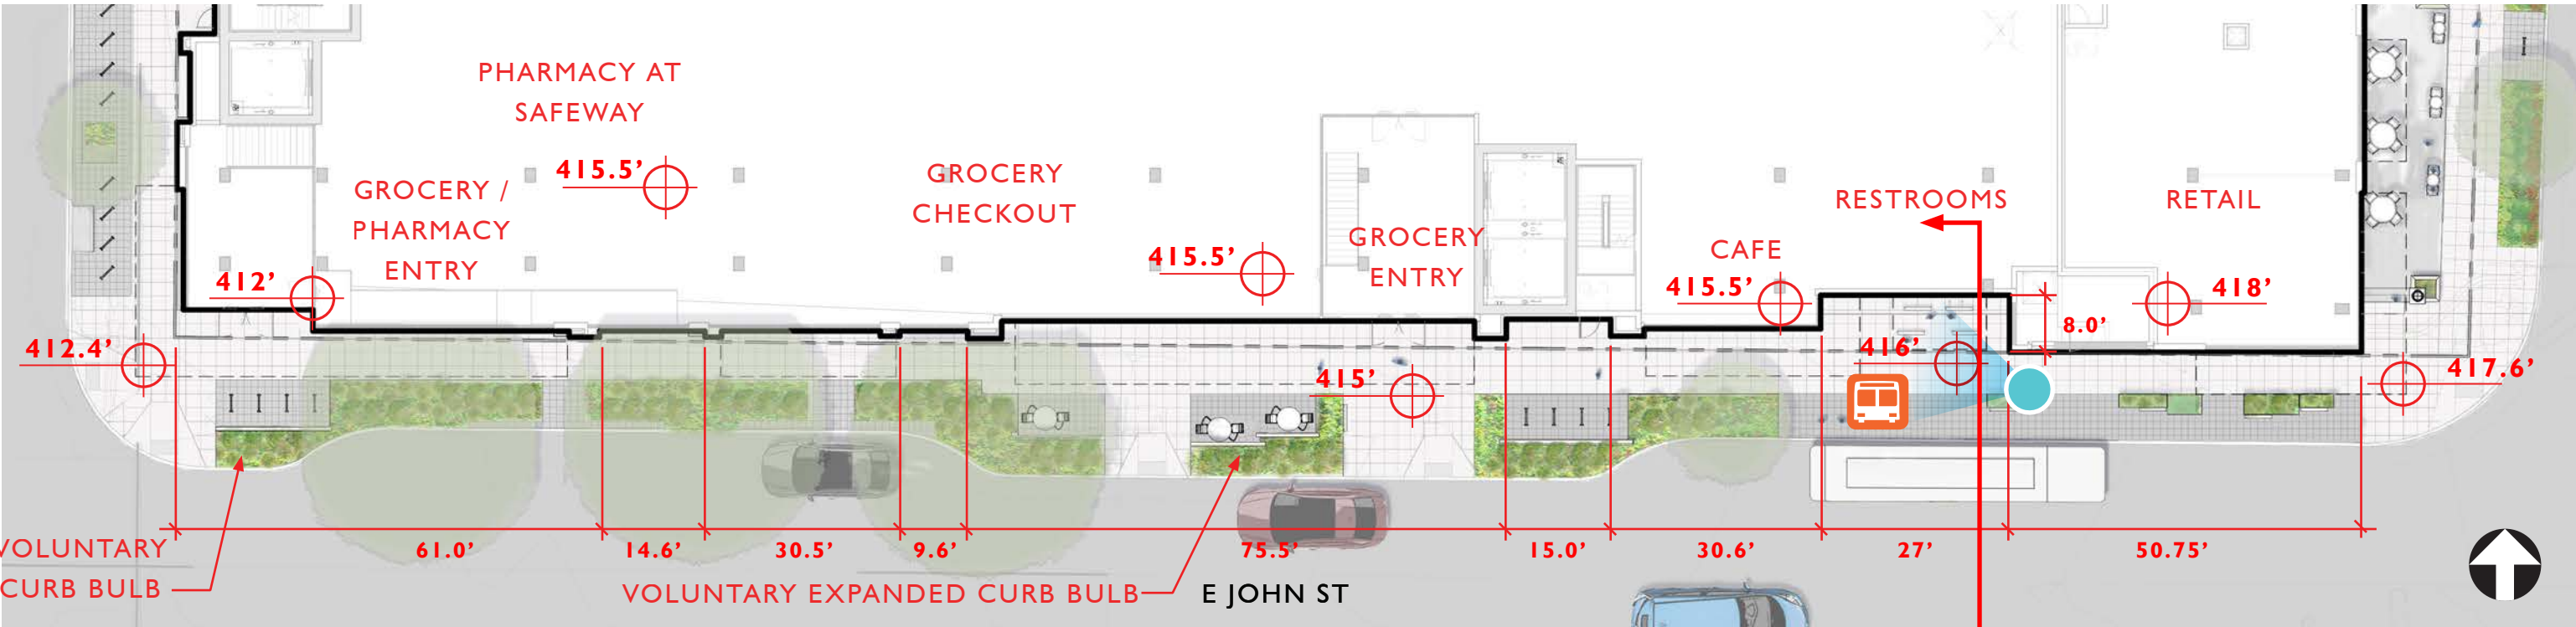 PHARMACY AT
SAFEWAY
415.5’
GROCERY /
PHARMACY
ENTRY
GROCERY
CHECKOUT
GROCERY
ENTRY
RESTROOMS
RETAIL
CAFE
415.5’
415.5’
412’
418’
8.0’
412.4’
416’
415’
417.6’
VOLUNTARY
CURB BULB
61.0’
14.6’
30.5’
9.6’
75.5’
15.0’
30.6’
27’
50.75’
VOLUNTARY EXPANDED CURB BULB
E JOHN ST